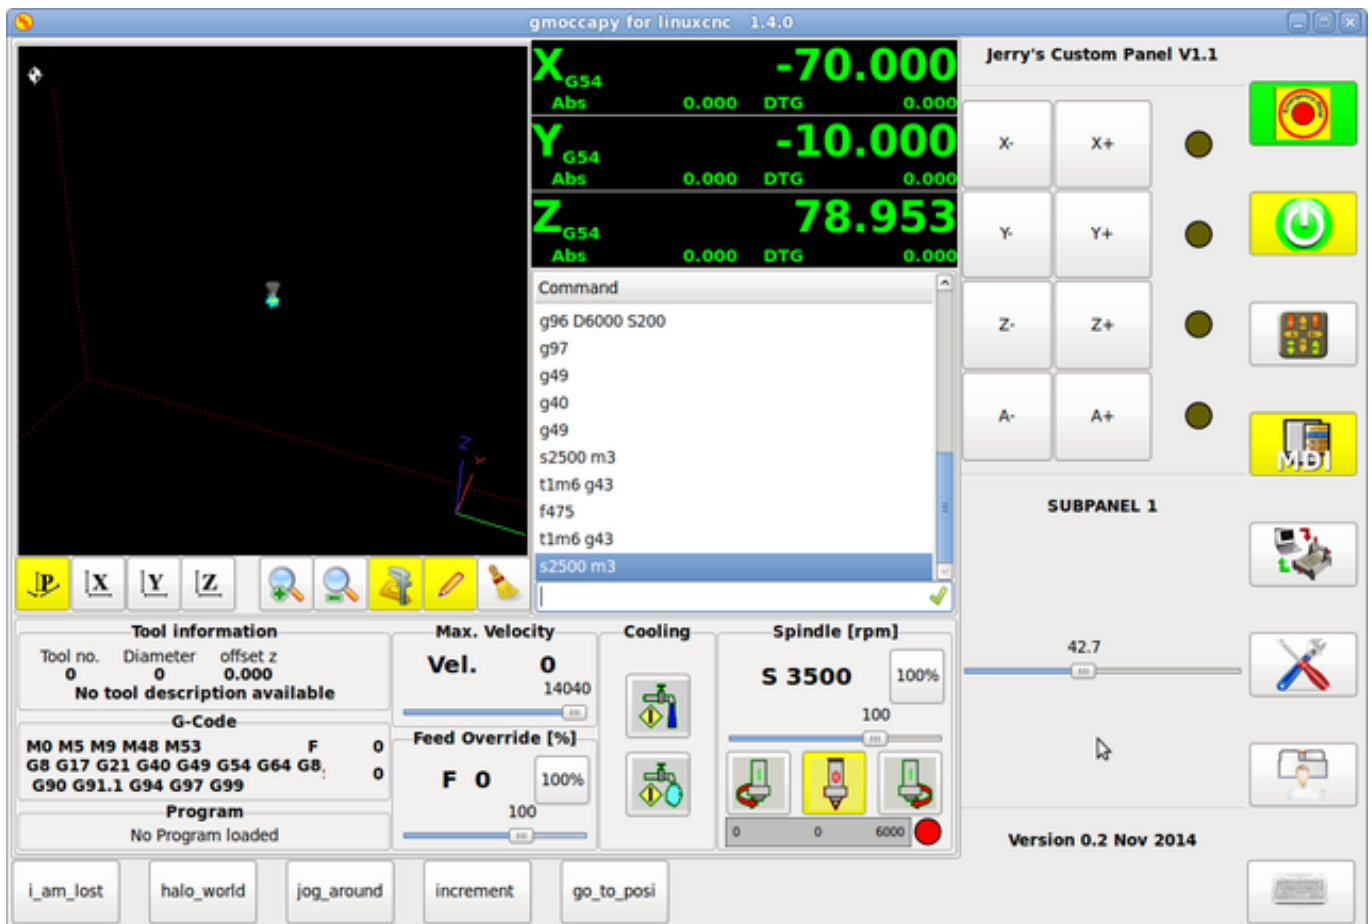 gmoccapy for linuxcnc 1.4.0
X G54 -70.000
Abs 0.000 DTG 0.000
Y G54 -10.000
Abs 0.000 DTG 0.000
Z G54 78.953
Abs 0.000 DTG 0.000
Command
g96 D6000 S200
g97
g49
g40
g49
s2500 m3
t1m6 g43
f475
t1m6 g43
s2500 m3
Z
Y
P X Y Z
Tool information
Tool no. Diameter offset z
0 0 0.000
No tool description available
G-Code
M0 M5 M9 M48 M53 F 0
G8 G17 G21 G40 G49 G54 G64 G8 0
G90 G91.1 G94 G97 G99
Program
No Program loaded
Max. Velocity
Vel. 0
14040
Feed Override [%]
F 0 100%
100
Cooling
Spindle [rpm]
S 3500 100%
100
0 0 6000
i_am_lost halo_world jog_around increment go_to_posi
Jerry's Custom Panel V1.1
X- X+
Y- Y+
Z- Z+
A- A+
SUBPANEL 1
42.7
Version 0.2 Nov 2014
MDI